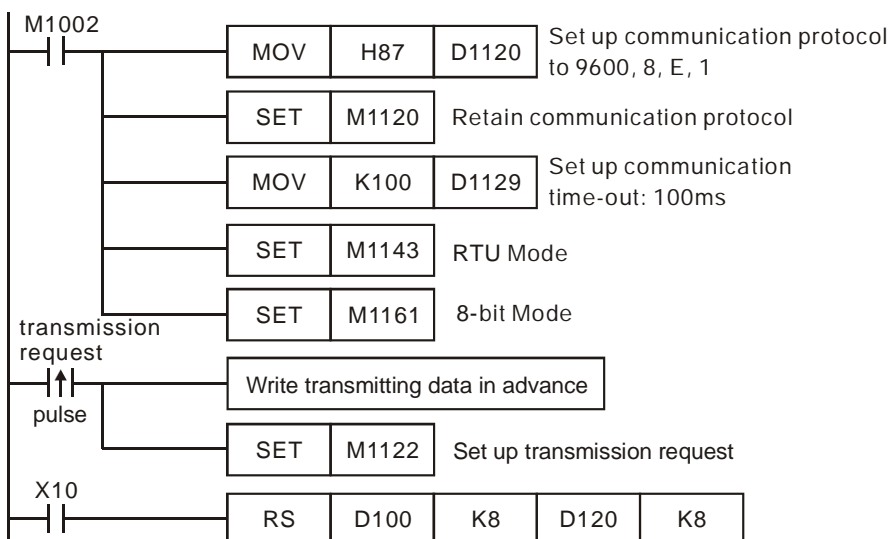 M1002
MOV H87 D1120 Set up communication protocol
to 9600, 8, E, 1
SET M1120 Retain communication protocol
MOV K100 D1129 Set up communication
time-out: 100ms
SET M1143 RTU Mode
SET M1161 8-bit Mode
transmission
request
pulse
Write transmitting data in advance
SET M1122 Set up transmission request
X10
RS D100 K8 D120 K8